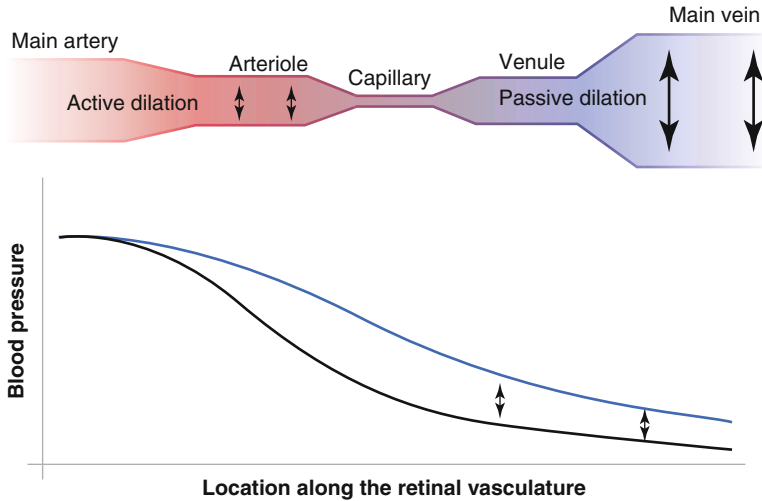 Main vein
Main artery
Arteriole
Capillary
Venule
Active dilation
Passive dilation
Blood pressure
Location along the retinal vasculature